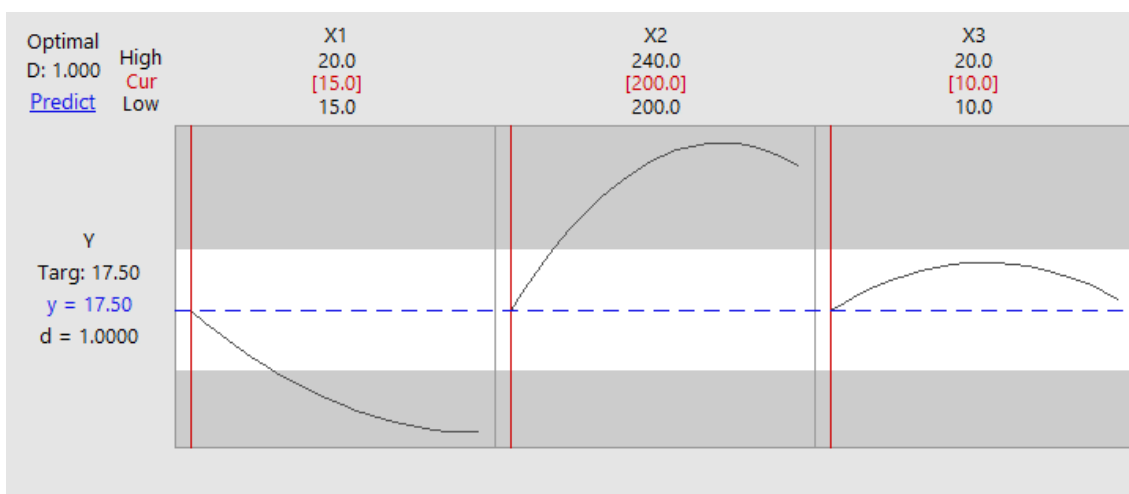 Optimal
D: 1.000
Predict
High
Cur
Low
X1
20.0
[15.0]
15.0
X2
240.0
[200.0]
200.0
X3
20.0
[10.0]
10.0
Y
Targ: 17.50
y = 17.50
d = 1.0000